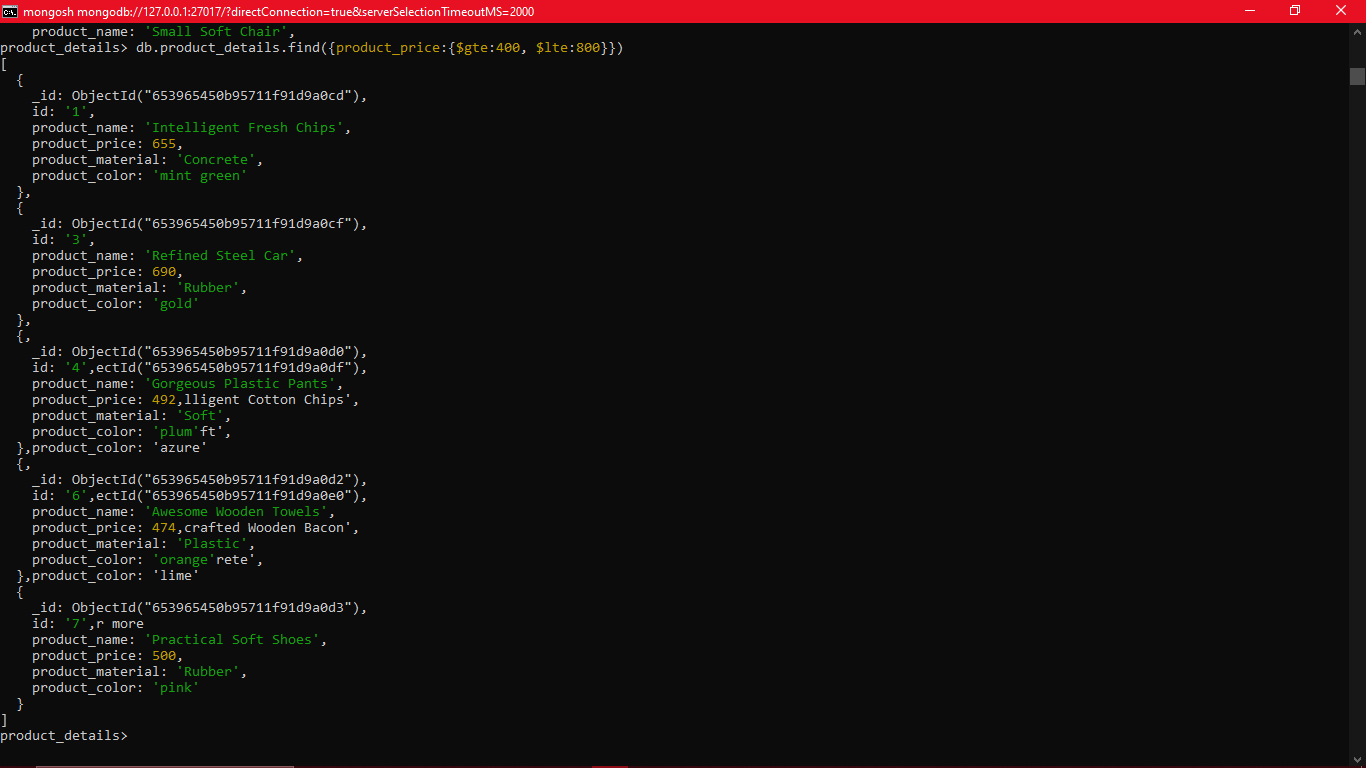 mongosh mongodb://127.0.0.1:27017/?directConnection=true&serverSelectionTimeoutMS=2000
    product_name: 'Small Soft Chair',
product_details> db.product_details.find({product_price:{$gte:400, $lte:800}})
[
  {
    _id: ObjectId("653965450b95711f91d9a0cd"),
    id: '1',
    product_name: 'Intelligent Fresh Chips',
    product_price: 655,
    product_material: 'Concrete',
    product_color: 'mint green'
  },
  {
    _id: ObjectId("653965450b95711f91d9a0cf"),
    id: '3',
    product_name: 'Refined Steel Car',
    product_price: 690,
    product_material: 'Rubber',
    product_color: 'gold'
  },
  {,
    _id: ObjectId("653965450b95711f91d9a0d0"),
    id: '4',ectId("653965450b95711f91d9a0df"),
    product_name: 'Gorgeous Plastic Pants',
    product_price: 492,lligent Cotton Chips',
    product_material: 'Soft',
    product_color: 'plum'ft',
  },product_color: 'azure'
  {,
    _id: ObjectId("653965450b95711f91d9a0d2"),
    id: '6',ectId("653965450b95711f91d9a0e0"),
    product_name: 'Awesome Wooden Towels',
    product_price: 474,crafted Wooden Bacon',
    product_material: 'Plastic',
    product_color: 'orange'rete',
  },product_color: 'lime'
  {
    _id: ObjectId("653965450b95711f91d9a0d3"),
    id: '7',r more
    product_name: 'Practical Soft Shoes',
    product_price: 500,
    product_material: 'Rubber',
    product_color: 'pink'
  }
]
product_details>